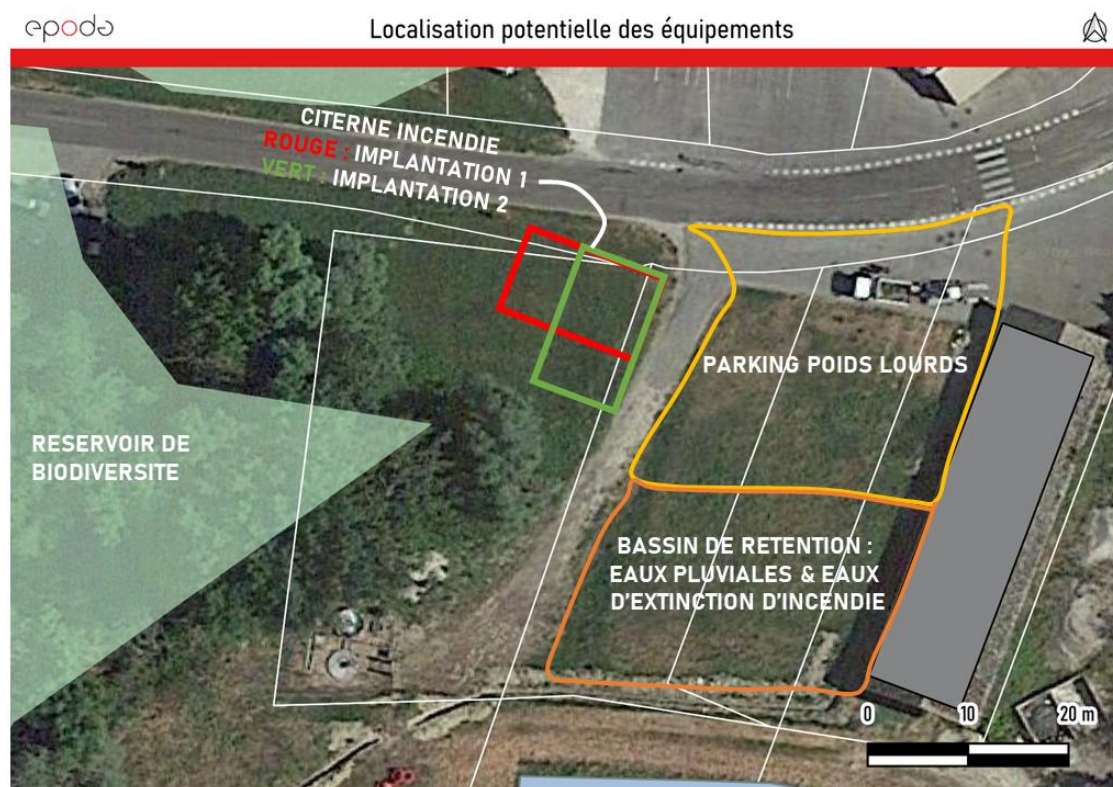 epoda
Localisation potentielle des équipements
CITERNE INCENDIE
ROUGE : IMPLANTATION 1
VERT : IMPLANTATION 2
PARKING POIDS LOURDS
RESERVOIR DE
BIODIVERSITE
BASSIN DE RETENTION :
EAUX PLUVIALES & EAUX
D'EXTINCTION D'INCENDIE
0 10 20 m